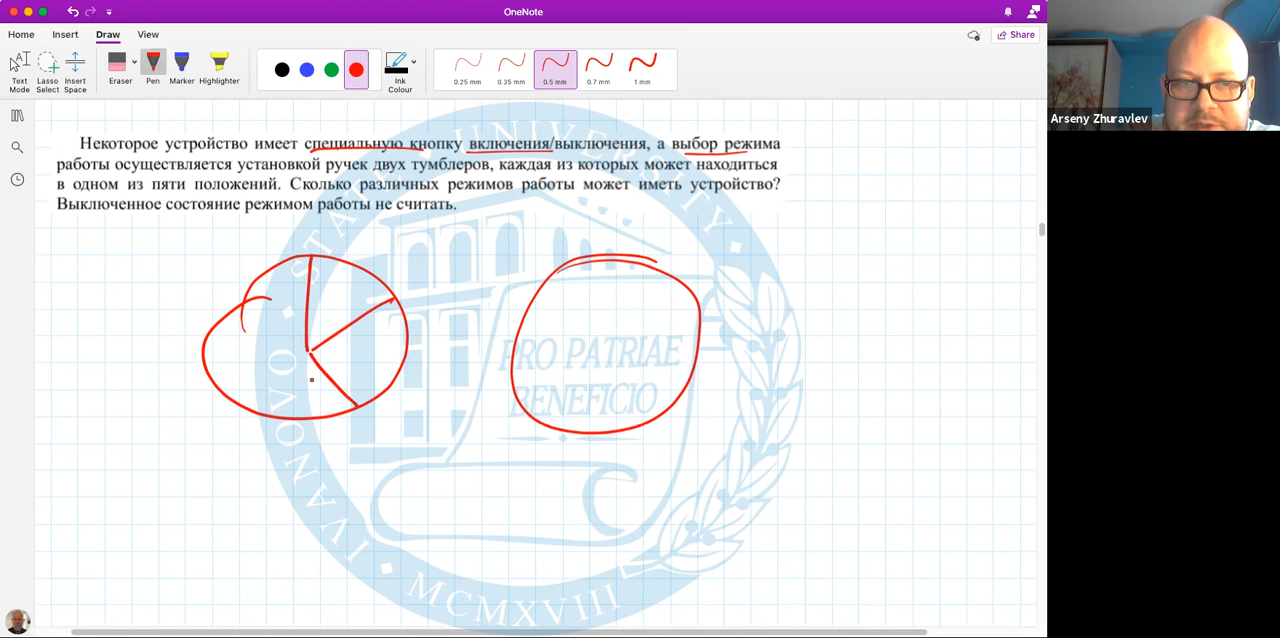 OneNote
Home Insert Draw View
Share
Text Mode
Lasso Select
Insert Space
Eraser
Pen
Marker
Highlighter
Ink Colour
0.25 mm
0.35 mm
0.5 mm
0.7 mm
1 mm
Arseny Zhuravlev
Некоторое устройство имеет специальную кнопку включения/выключения, а выбор режима
работы осуществляется установкой ручек двух тумблеров, каждая из которых может находиться
в одном из пяти положений. Сколько различных режимов работы может иметь устройство?
Выключенное состояние режимом работы не считать.
IVANOVO STATE UNIVERSITY
PRO PATRIAE
BENEFICIO
MCMXVIII